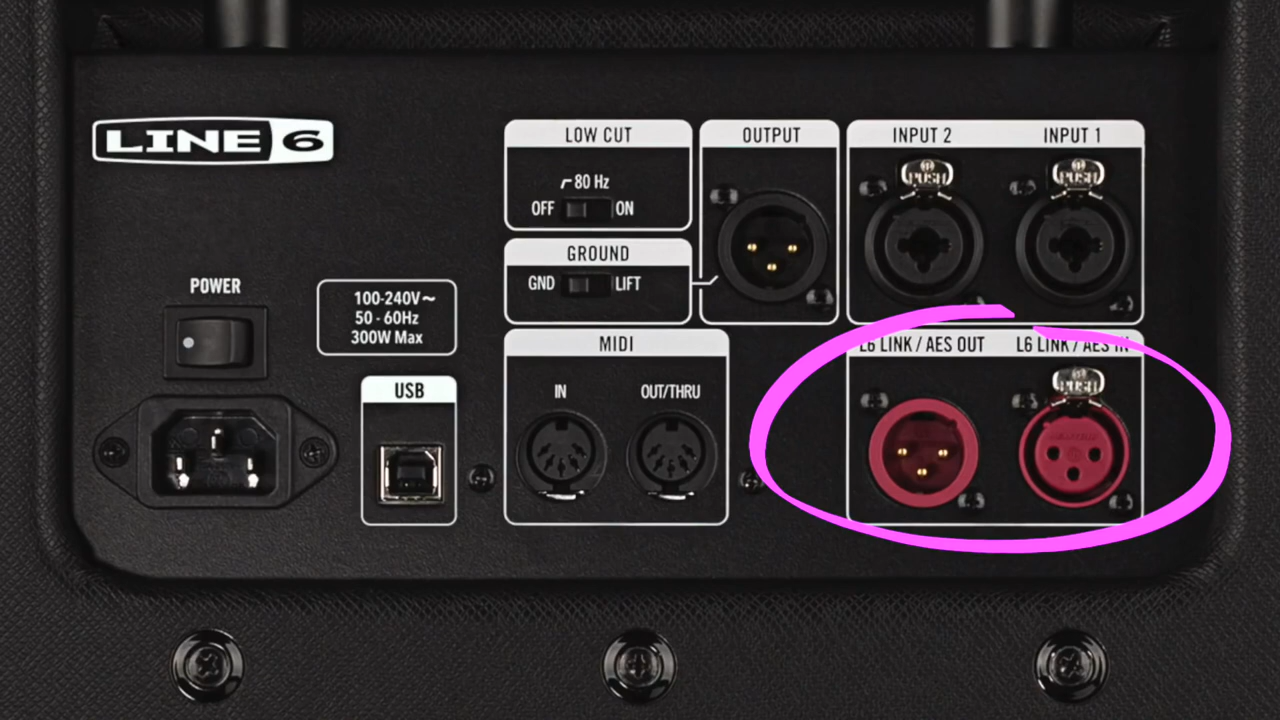 LINE 6
LOW CUT
80 Hz
OFF ON
GROUND
GND LIFT
OUTPUT
INPUT 2 INPUT 1
PUSH PUSH
POWER
100-240V~
50 - 60Hz
300W Max
USB
MIDI
IN OUT/THRU
L6 LINK / AES OUT L6 LINK / AES IN
PUSH